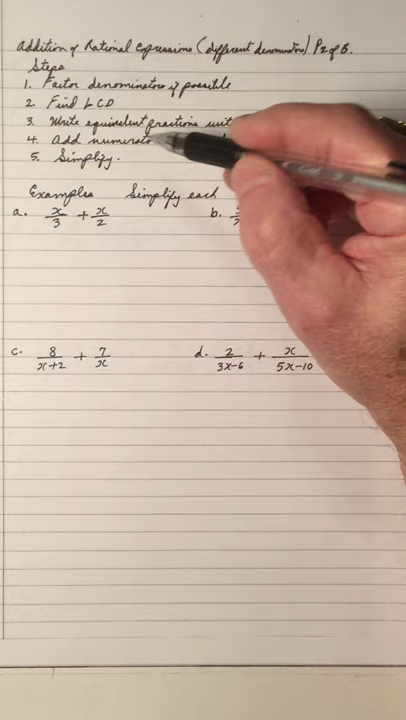 Addition of Rational Expressions (different denominators) P2 of 6.
Steps
1. Factor denominators if possible
2. Find LCD
3. Write equivalent fractions
4. Add
5. Simplify.
Examples Simplify each
a. x/3 + x/2 b.
c. 8/(x+2) + 7/x d. 2/(3x-6) + x/(5x-10)